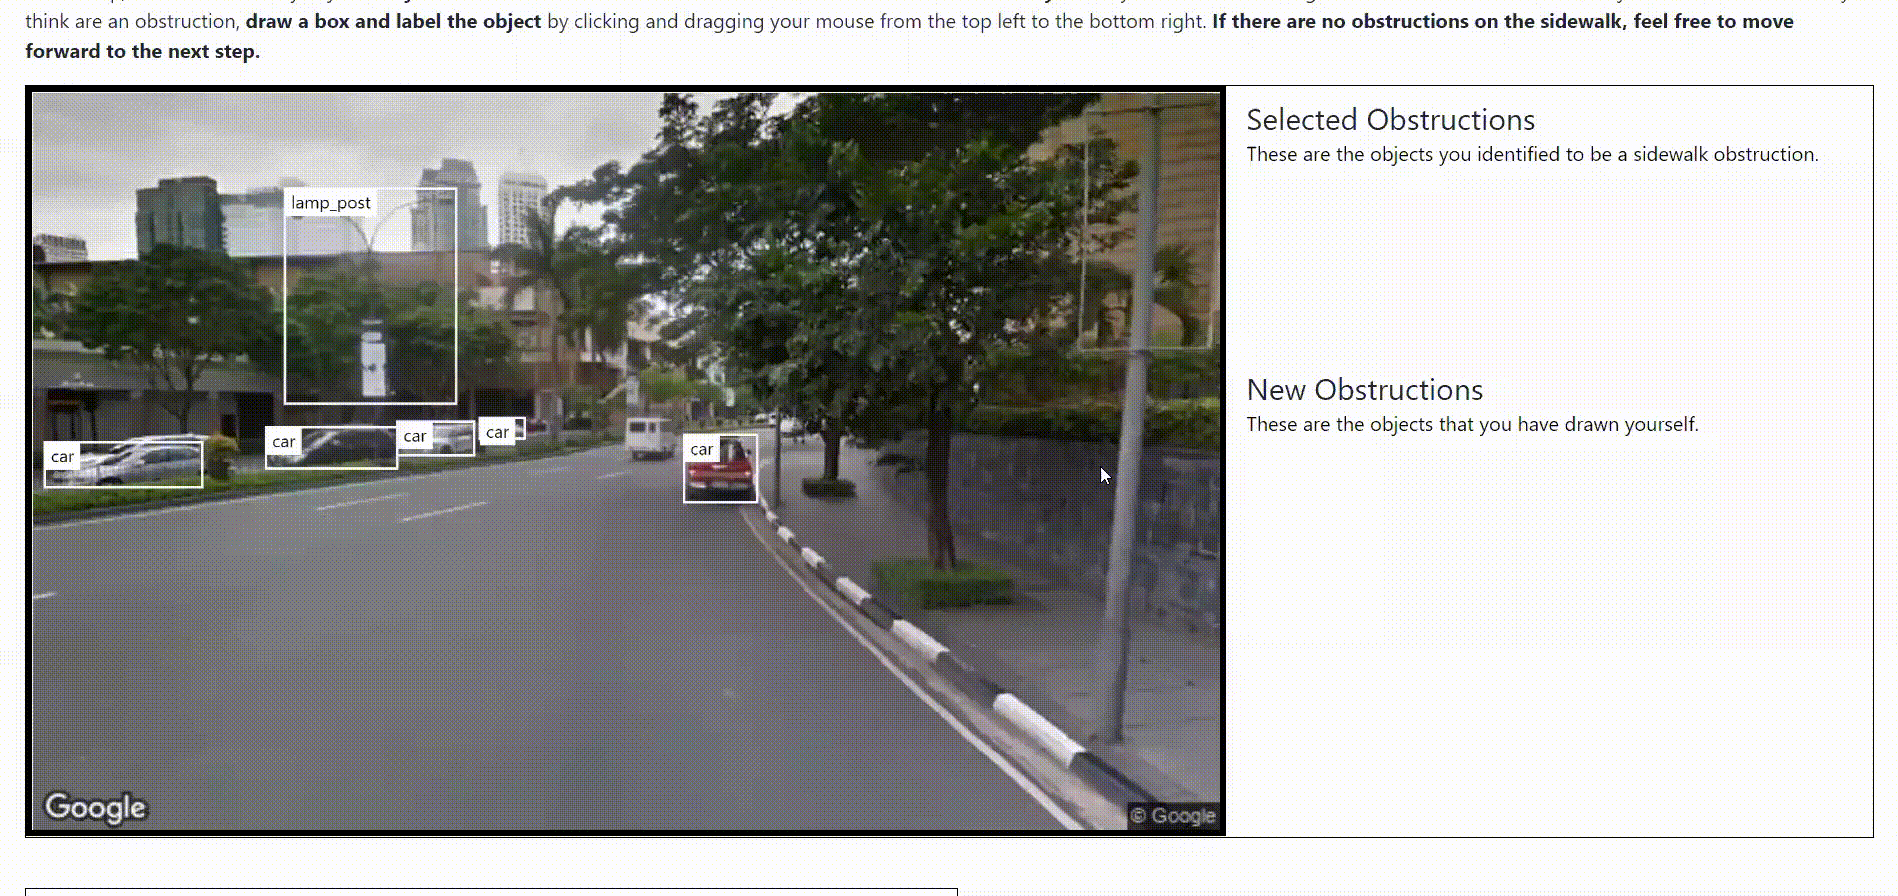 think are an obstruction, draw a box and label the object by clicking and dragging your mouse from the top left to the bottom right. If there are no obstructions on the sidewalk, feel free to move
forward to the next step.
Selected Obstructions
These are the objects you identified to be a sidewalk obstruction.
lamp_post
New Obstructions
These are the objects that you have drawn yourself.
car
car
car
car
car
Google
© Google